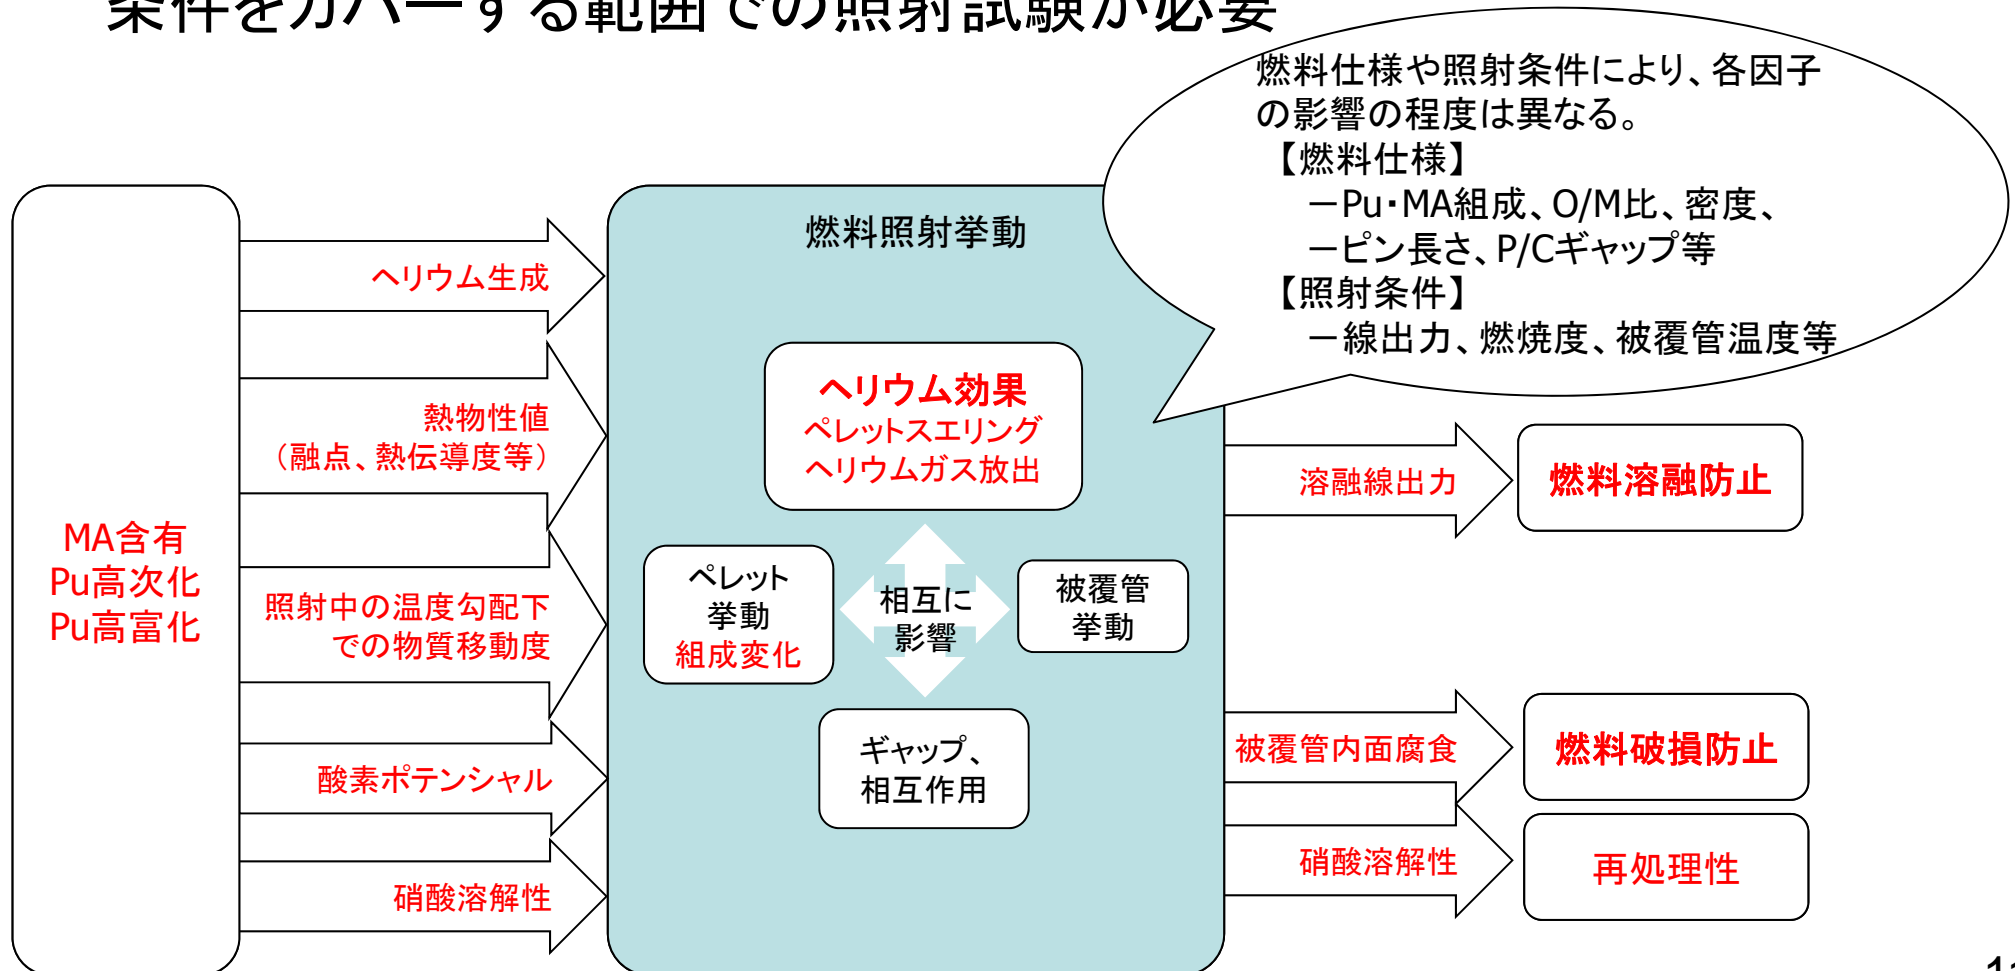 条件をカバーする範囲での照射試験が必要
燃料仕様や照射条件により、各因子
の影響の程度は異なる。
【燃料仕様】
－Pu・MA組成、O/M比、密度、
－ピン長さ、P/Cギャップ等
【照射条件】
－線出力、燃焼度、被覆管温度等
MA含有
Pu高次化
Pu高富化
ヘリウム生成
熱物性値
（融点、熱伝導度等）
照射中の温度勾配下
での物質移動度
酸素ポテンシャル
硝酸溶解性
燃料照射挙動
ヘリウム効果
ペレットスエリング
ヘリウムガス放出
ペレット
挙動
組成変化
相互に
影響
被覆管
挙動
ギャップ、
相互作用
溶融線出力
燃料溶融防止
被覆管内面腐食
燃料破損防止
硝酸溶解性
再処理性